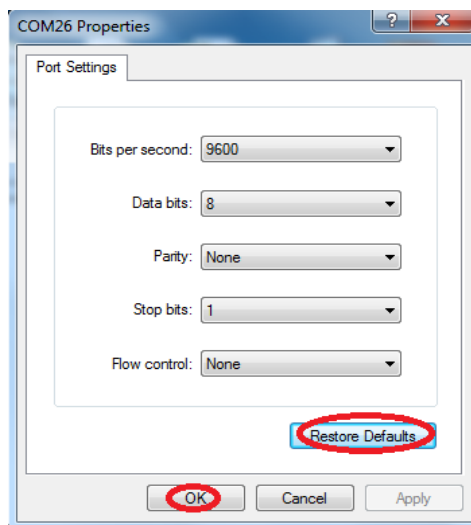 COM26 Properties
?
X
Port Settings
Bits per second: 9600
Data bits: 8
Parity: None
Stop bits: 1
Flow control: None
Restore Defaults
OK Cancel Apply